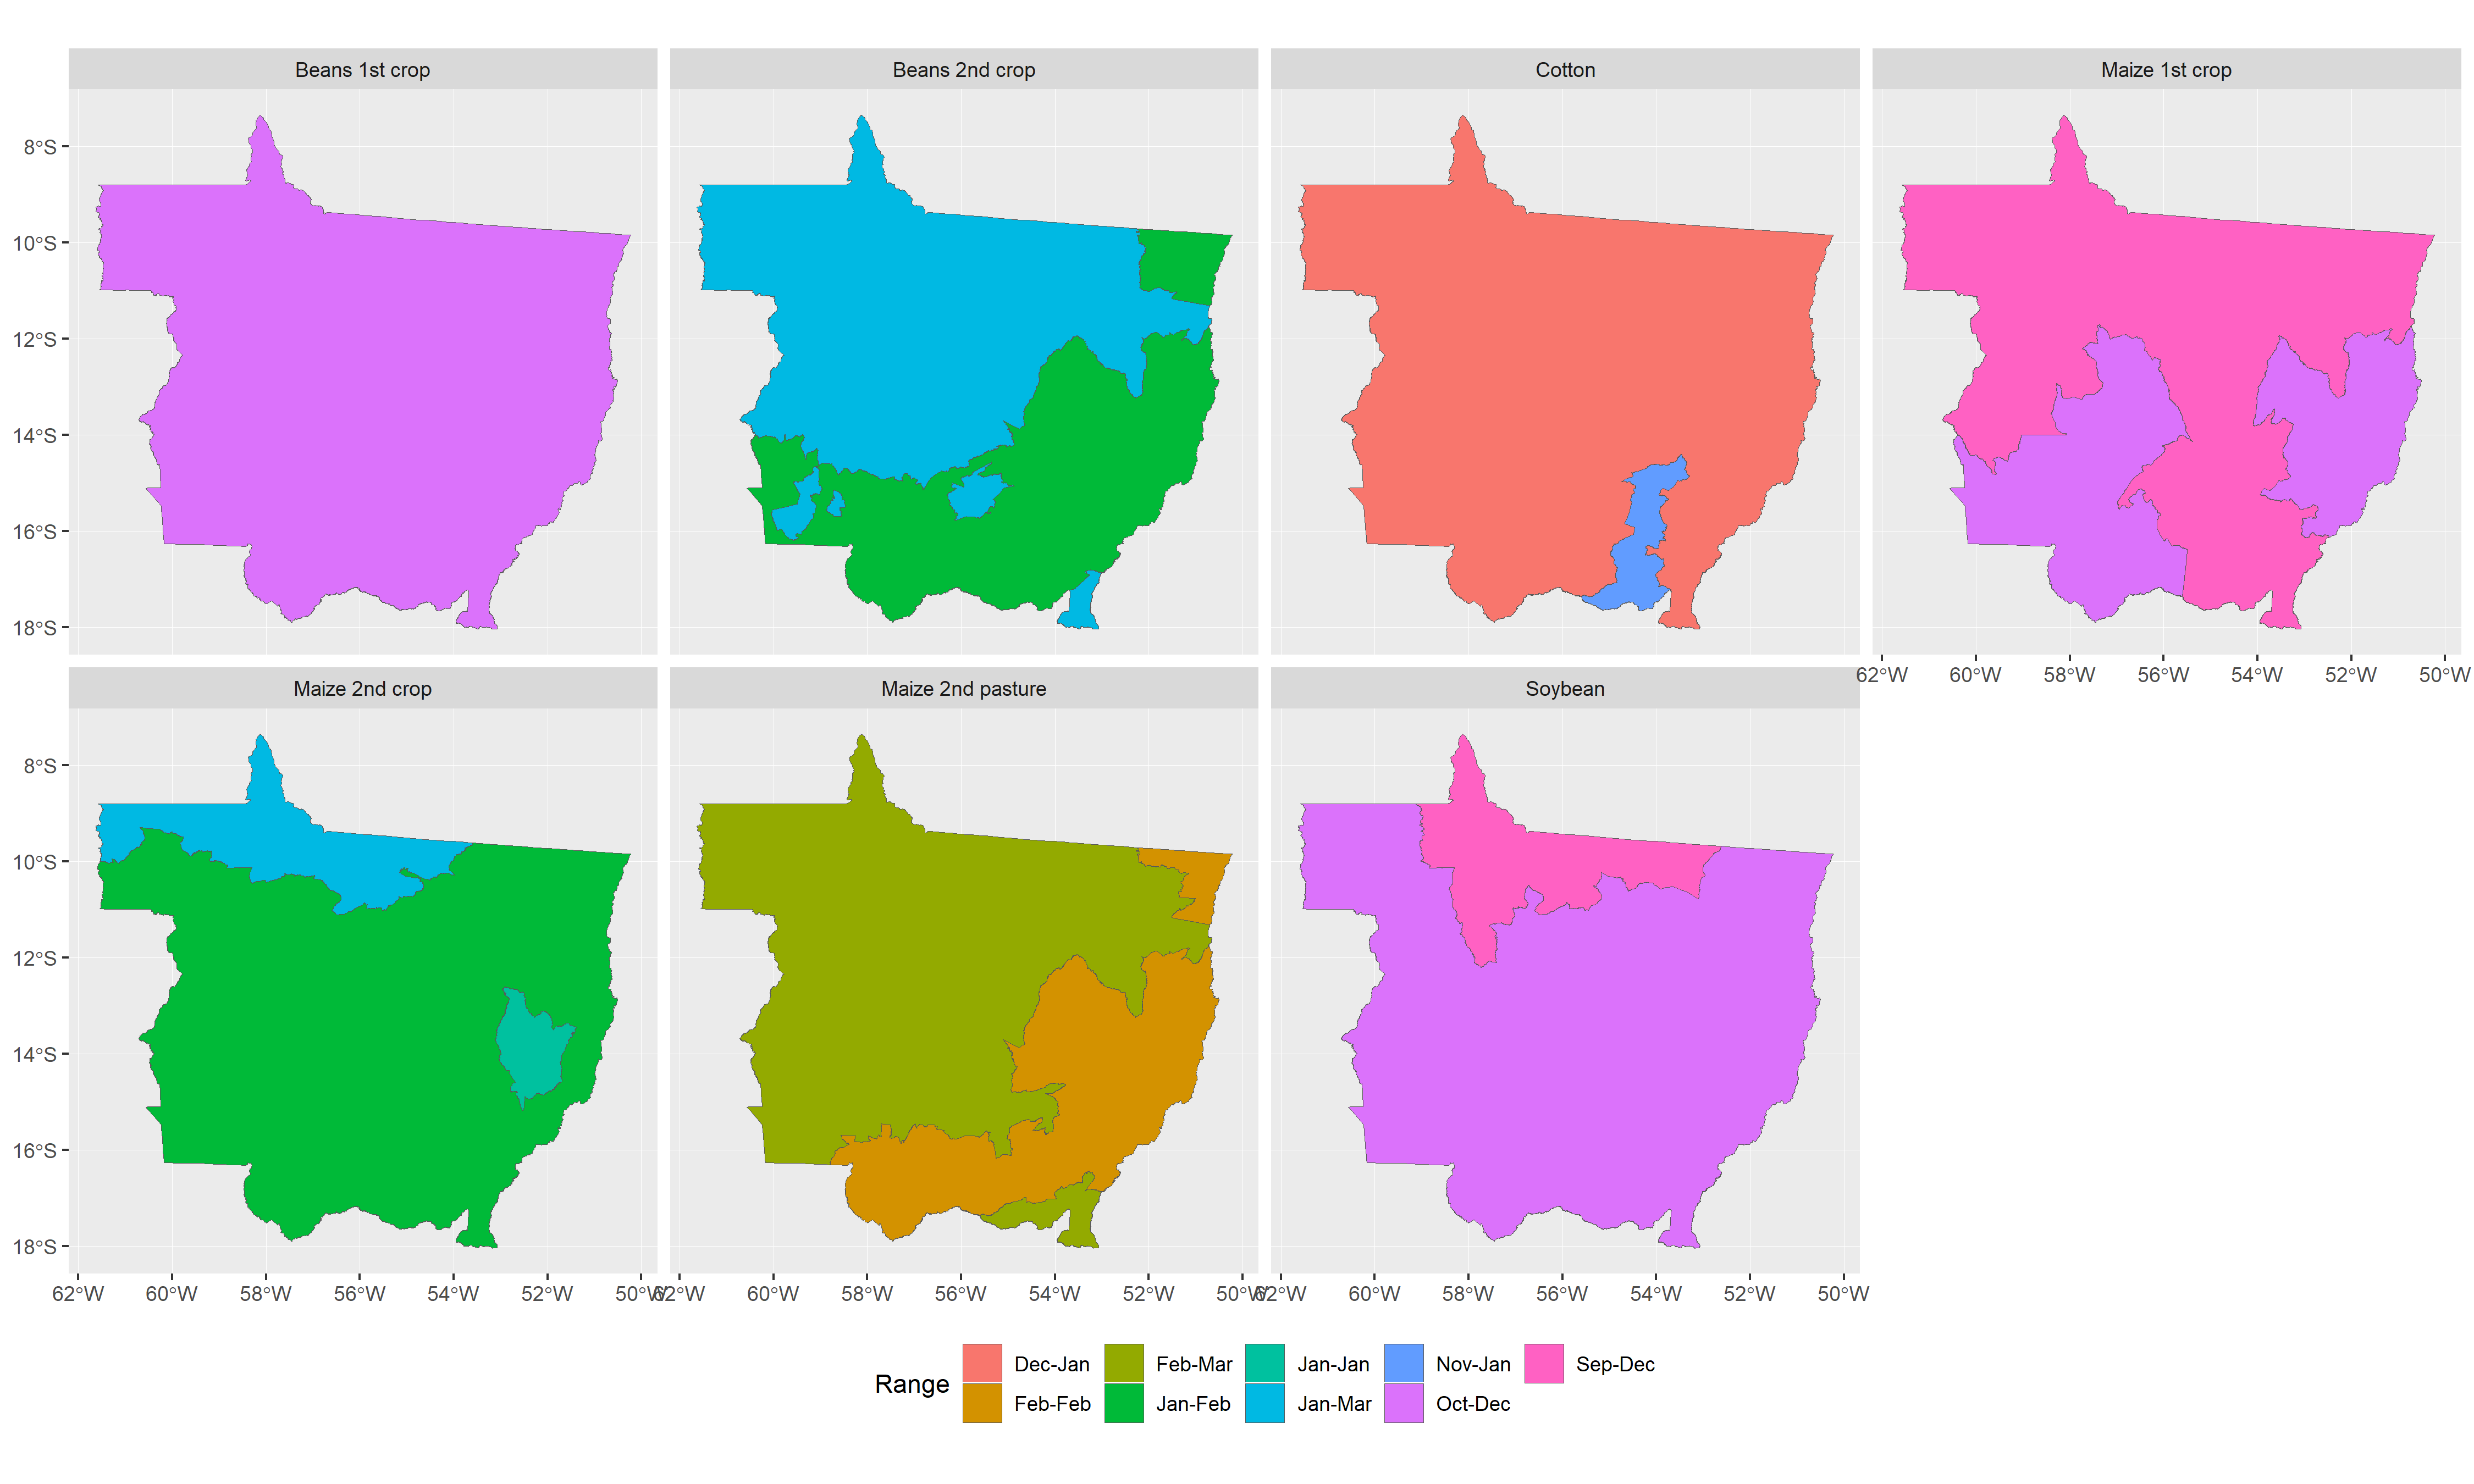 Beans 1st crop Beans 2nd crop Cotton Maize 1st crop
8°S
10°S
12°S
14°S
16°S
18°S
62°W 60°W 58°W 56°W 54°W 52°W 50°W
Maize 2nd crop Maize 2nd pasture Soybean
8°S
10°S
12°S
14°S
16°S
18°S
62°W 60°W 58°W 56°W 54°W 52°W 50°W 62°W 60°W 58°W 56°W 54°W 52°W 50°W 62°W 60°W 58°W 56°W 54°W 52°W 50°W
Range
Dec-Jan Feb-Mar Jan-Jan Nov-Jan Sep-Dec
Feb-Feb Jan-Feb Jan-Mar Oct-Dec